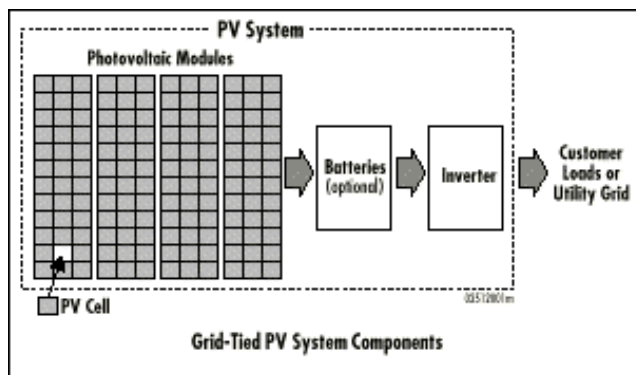 PV System
Photovoltaic Modules
Batteries
(optional)
Inverter
Customer
Loads or
Utility Grid
PV Cell
03512001m
Grid-Tied PV System Components